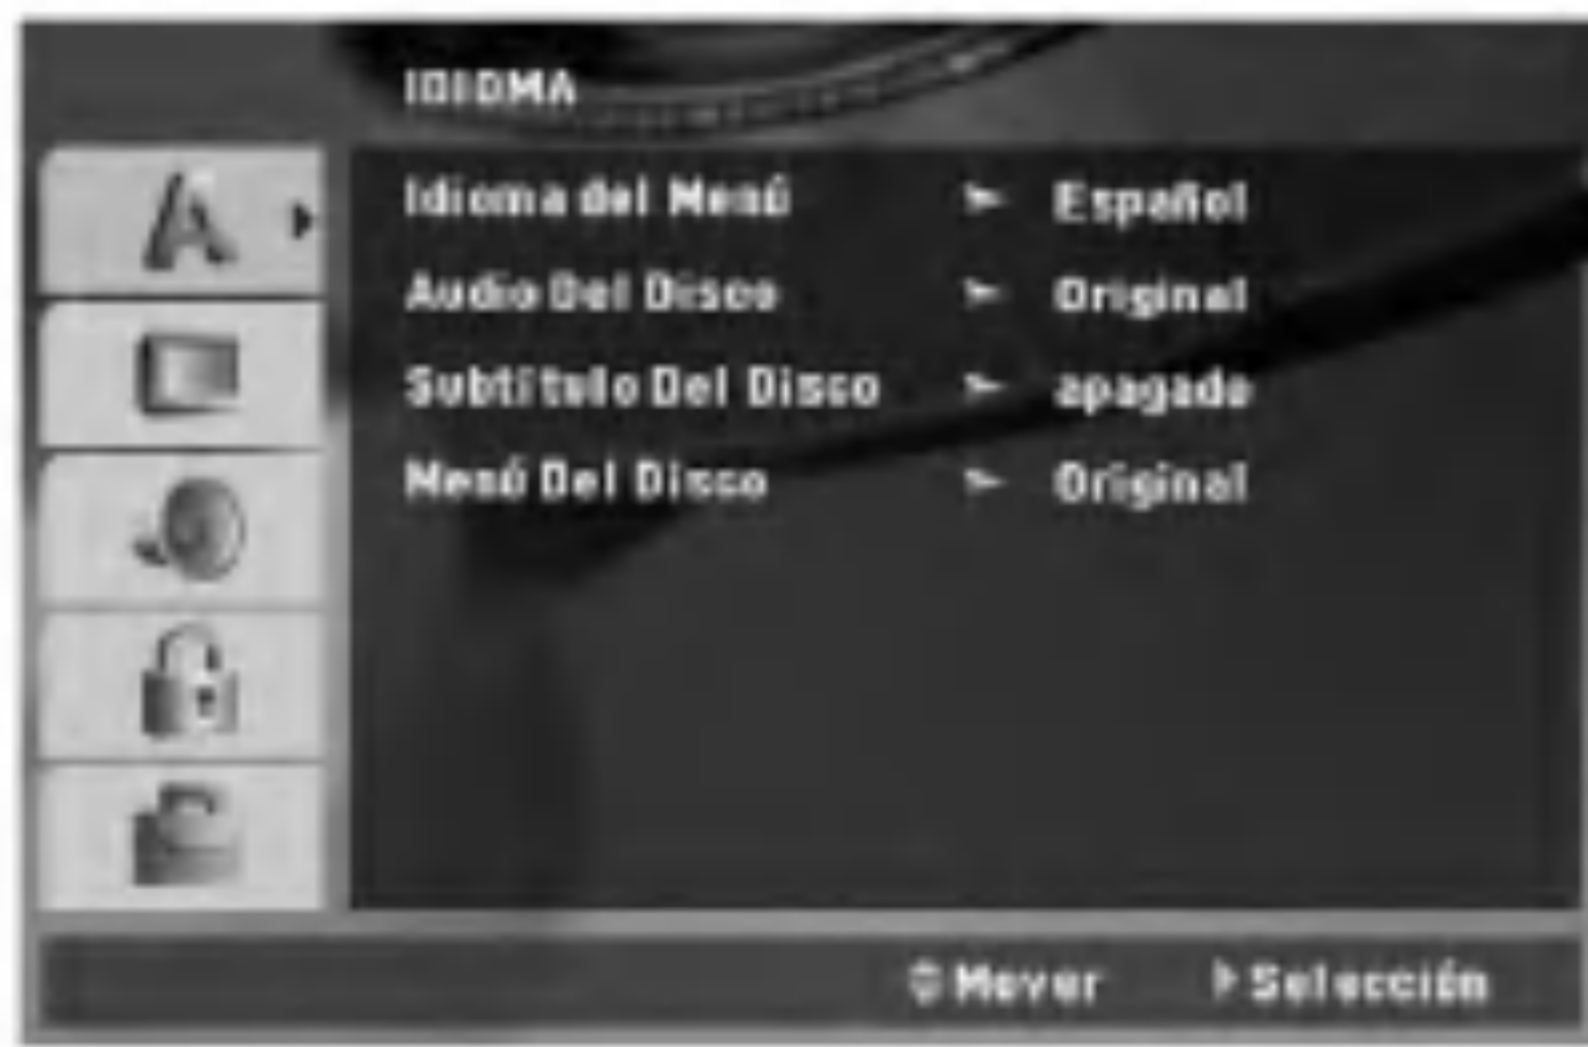 IDIOMA
Idioma del Menú ► Español
Audio Del Disco ► Original
Subtítulo Del Disco ► apagado
Menú Del Disco ► Original
Mover Selección